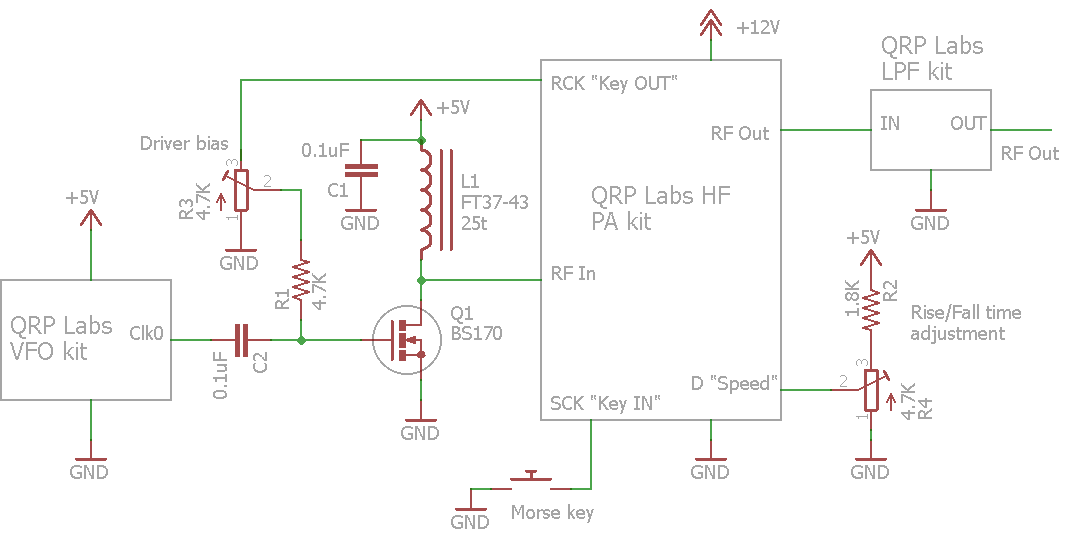 +12V
QRP Labs
LPF kit
RCK "Key OUT"
+5V
Driver bias
0.1uF
C1
GND
L1
FT37-43
25t
RF Out
IN
OUT
RF Out
GND
3
2
1
R3
4.7K
GND
+5V
QRP Labs HF
PA kit
+5V
RF In
R1
4.7K
QRP Labs
VFO kit
Clk0
0.1uF
C2
Q1
BS170
GND
1.8K
R2
Rise/Fall time
adjustment
D "Speed"
SCK "Key IN"
3
2
1
4.7K
R4
GND
GND
GND
GND
Morse key